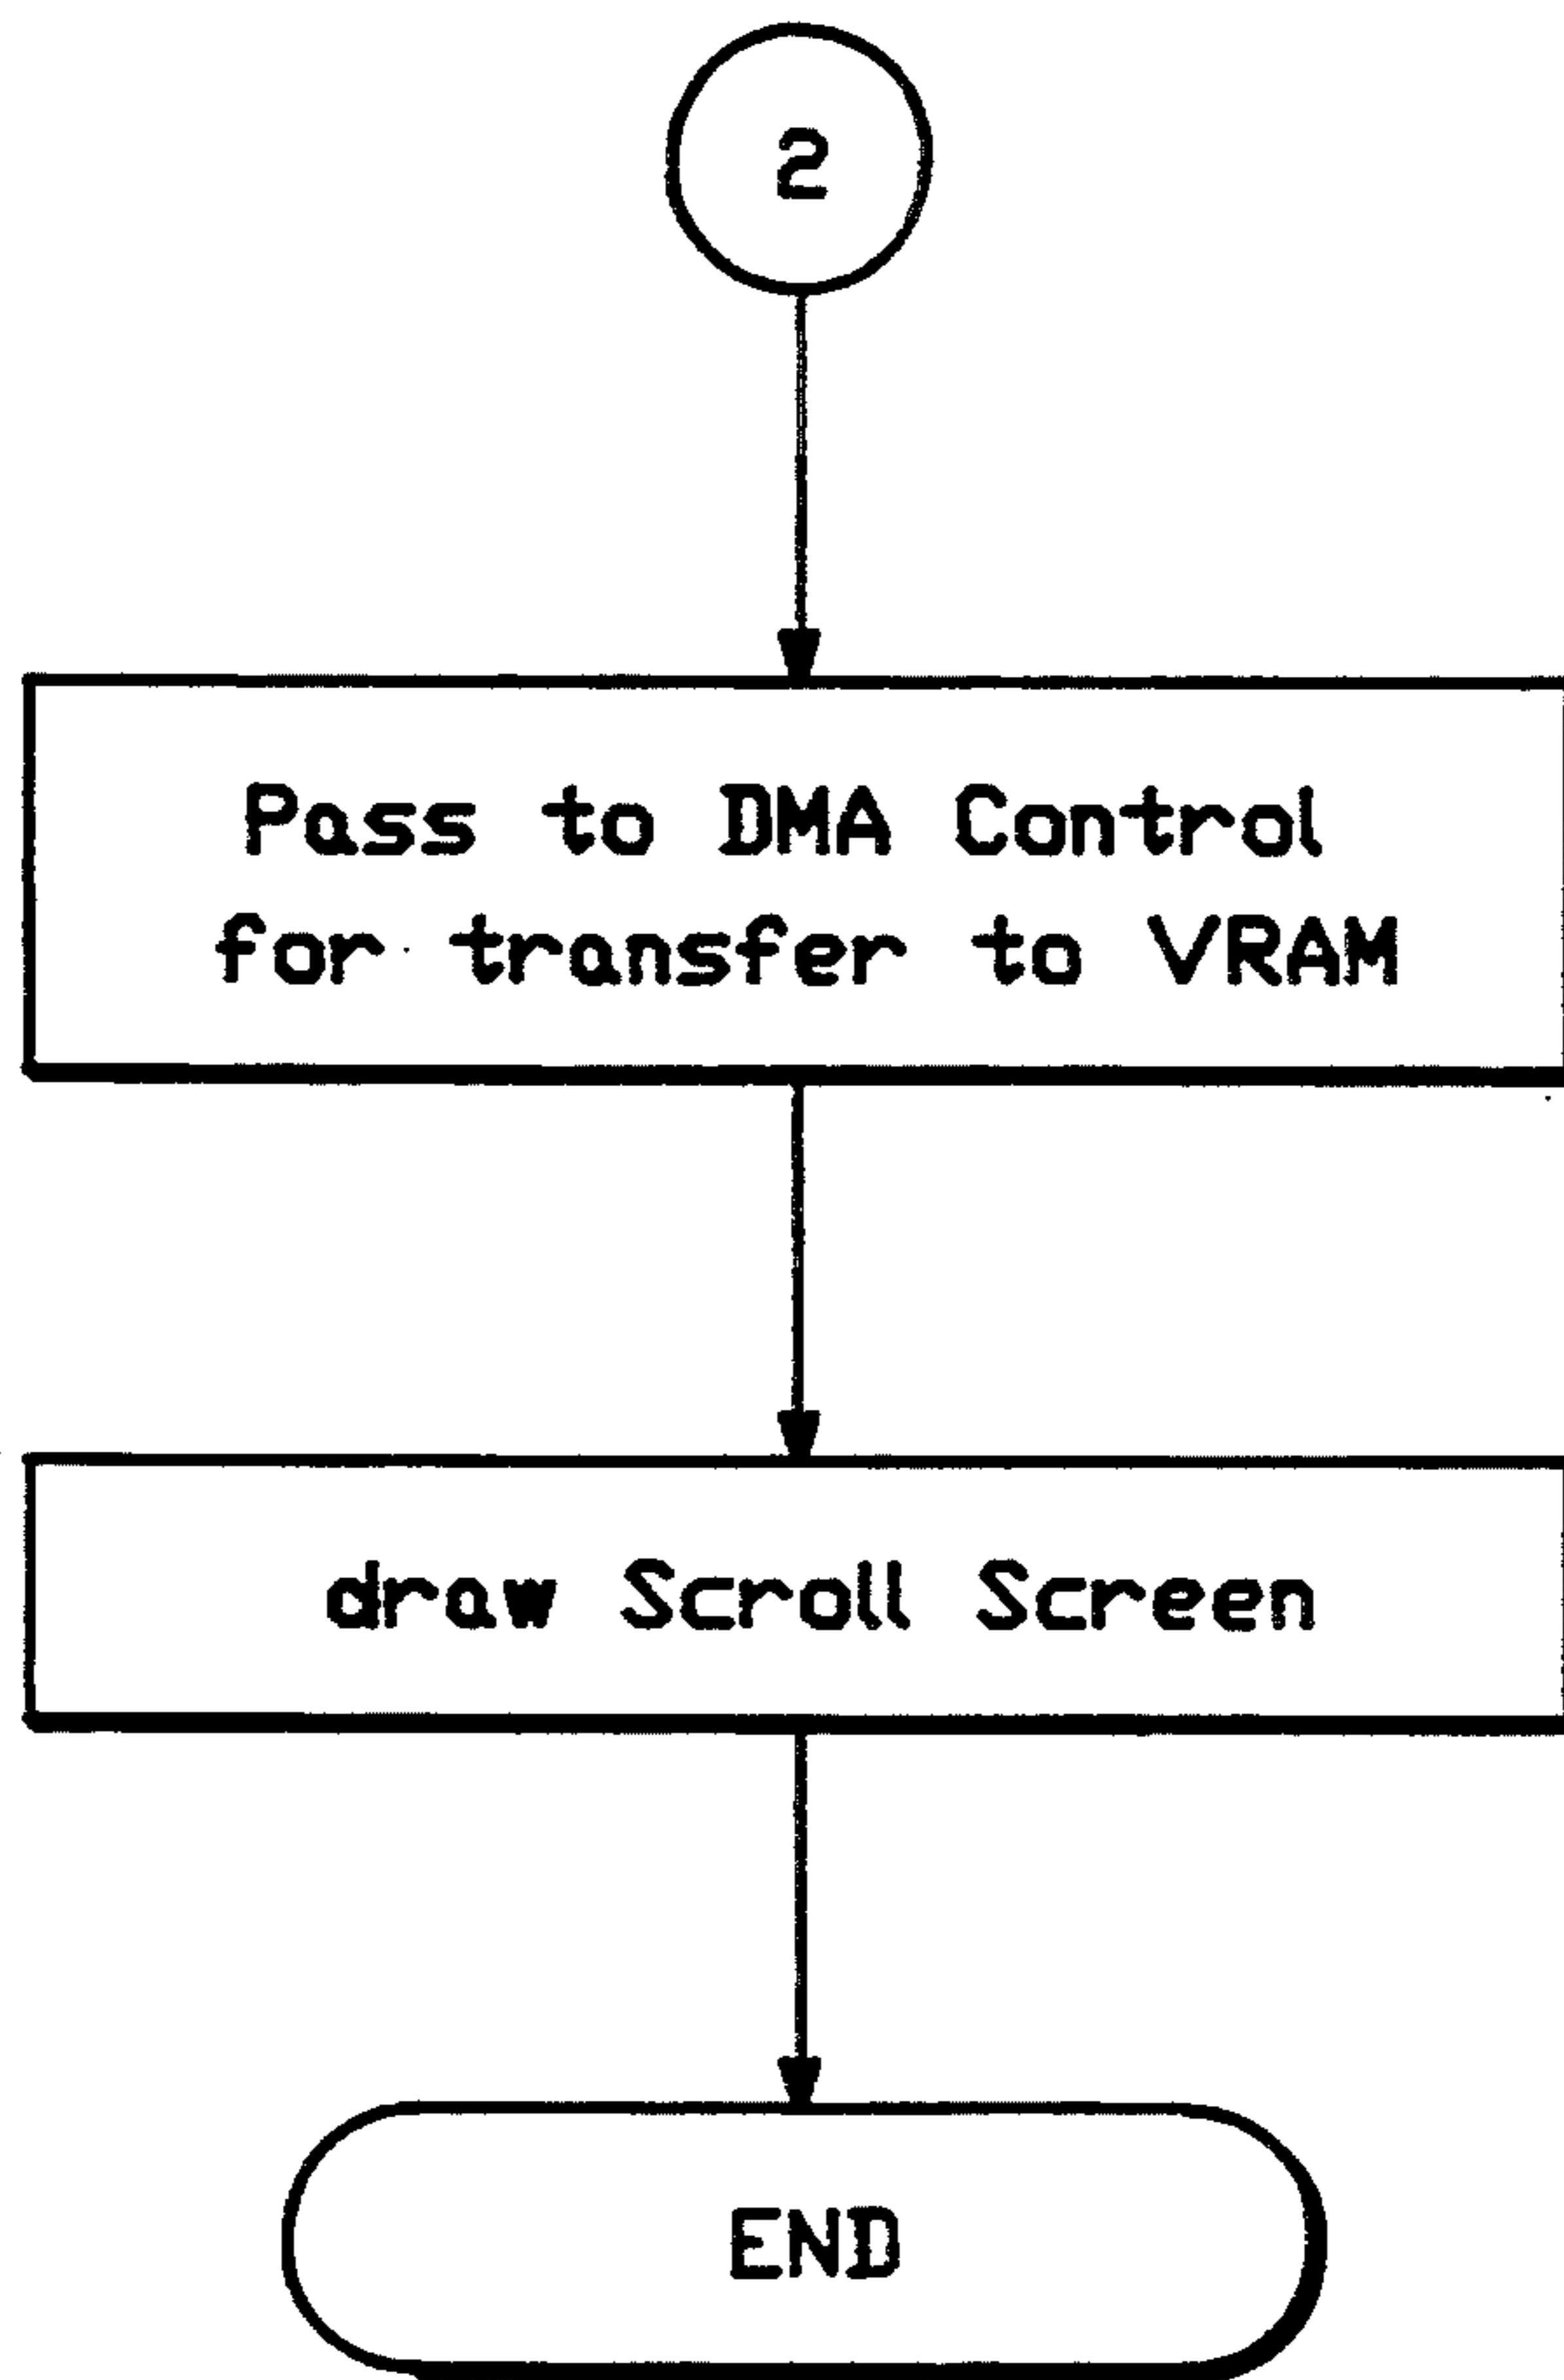 2
Pass to DMA Control
for transfer to VRAM
draw Scroll Screen
END